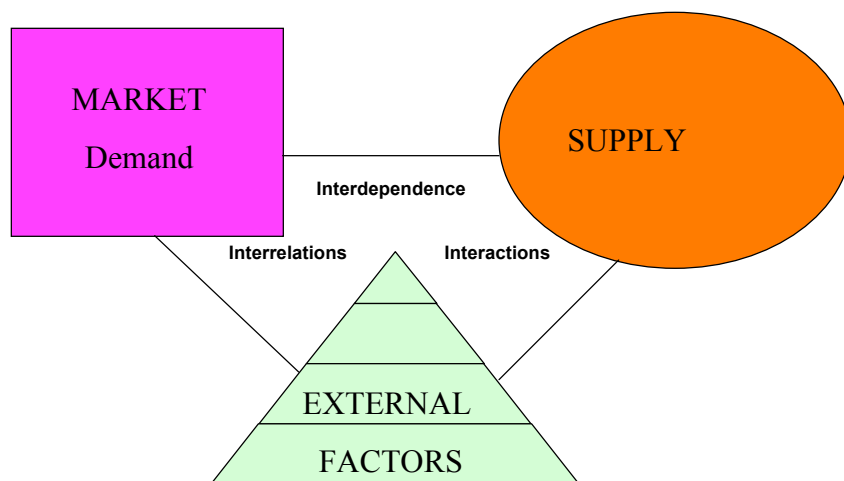 MARKET
Demand
SUPPLY
Interdependence
Interrelations
Interactions
EXTERNAL
FACTORS